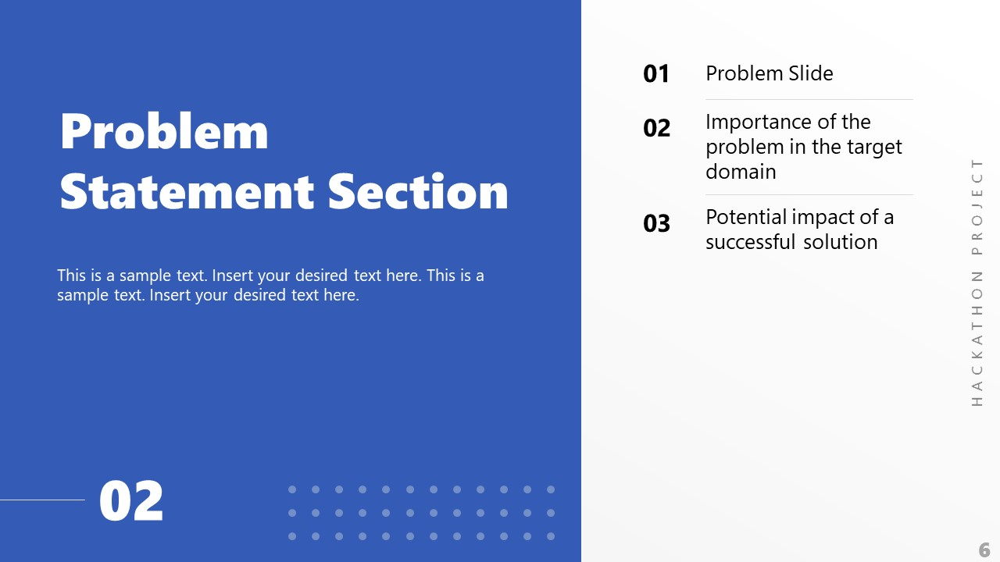 Problem
Statement Section
This is a sample text. Insert your desired text here. This is a
sample text. Insert your desired text here.
02
01 Problem Slide
02 Importance of the
problem in the target
domain
03 Potential impact of a
successful solution
HACKATHON PROJECT
6